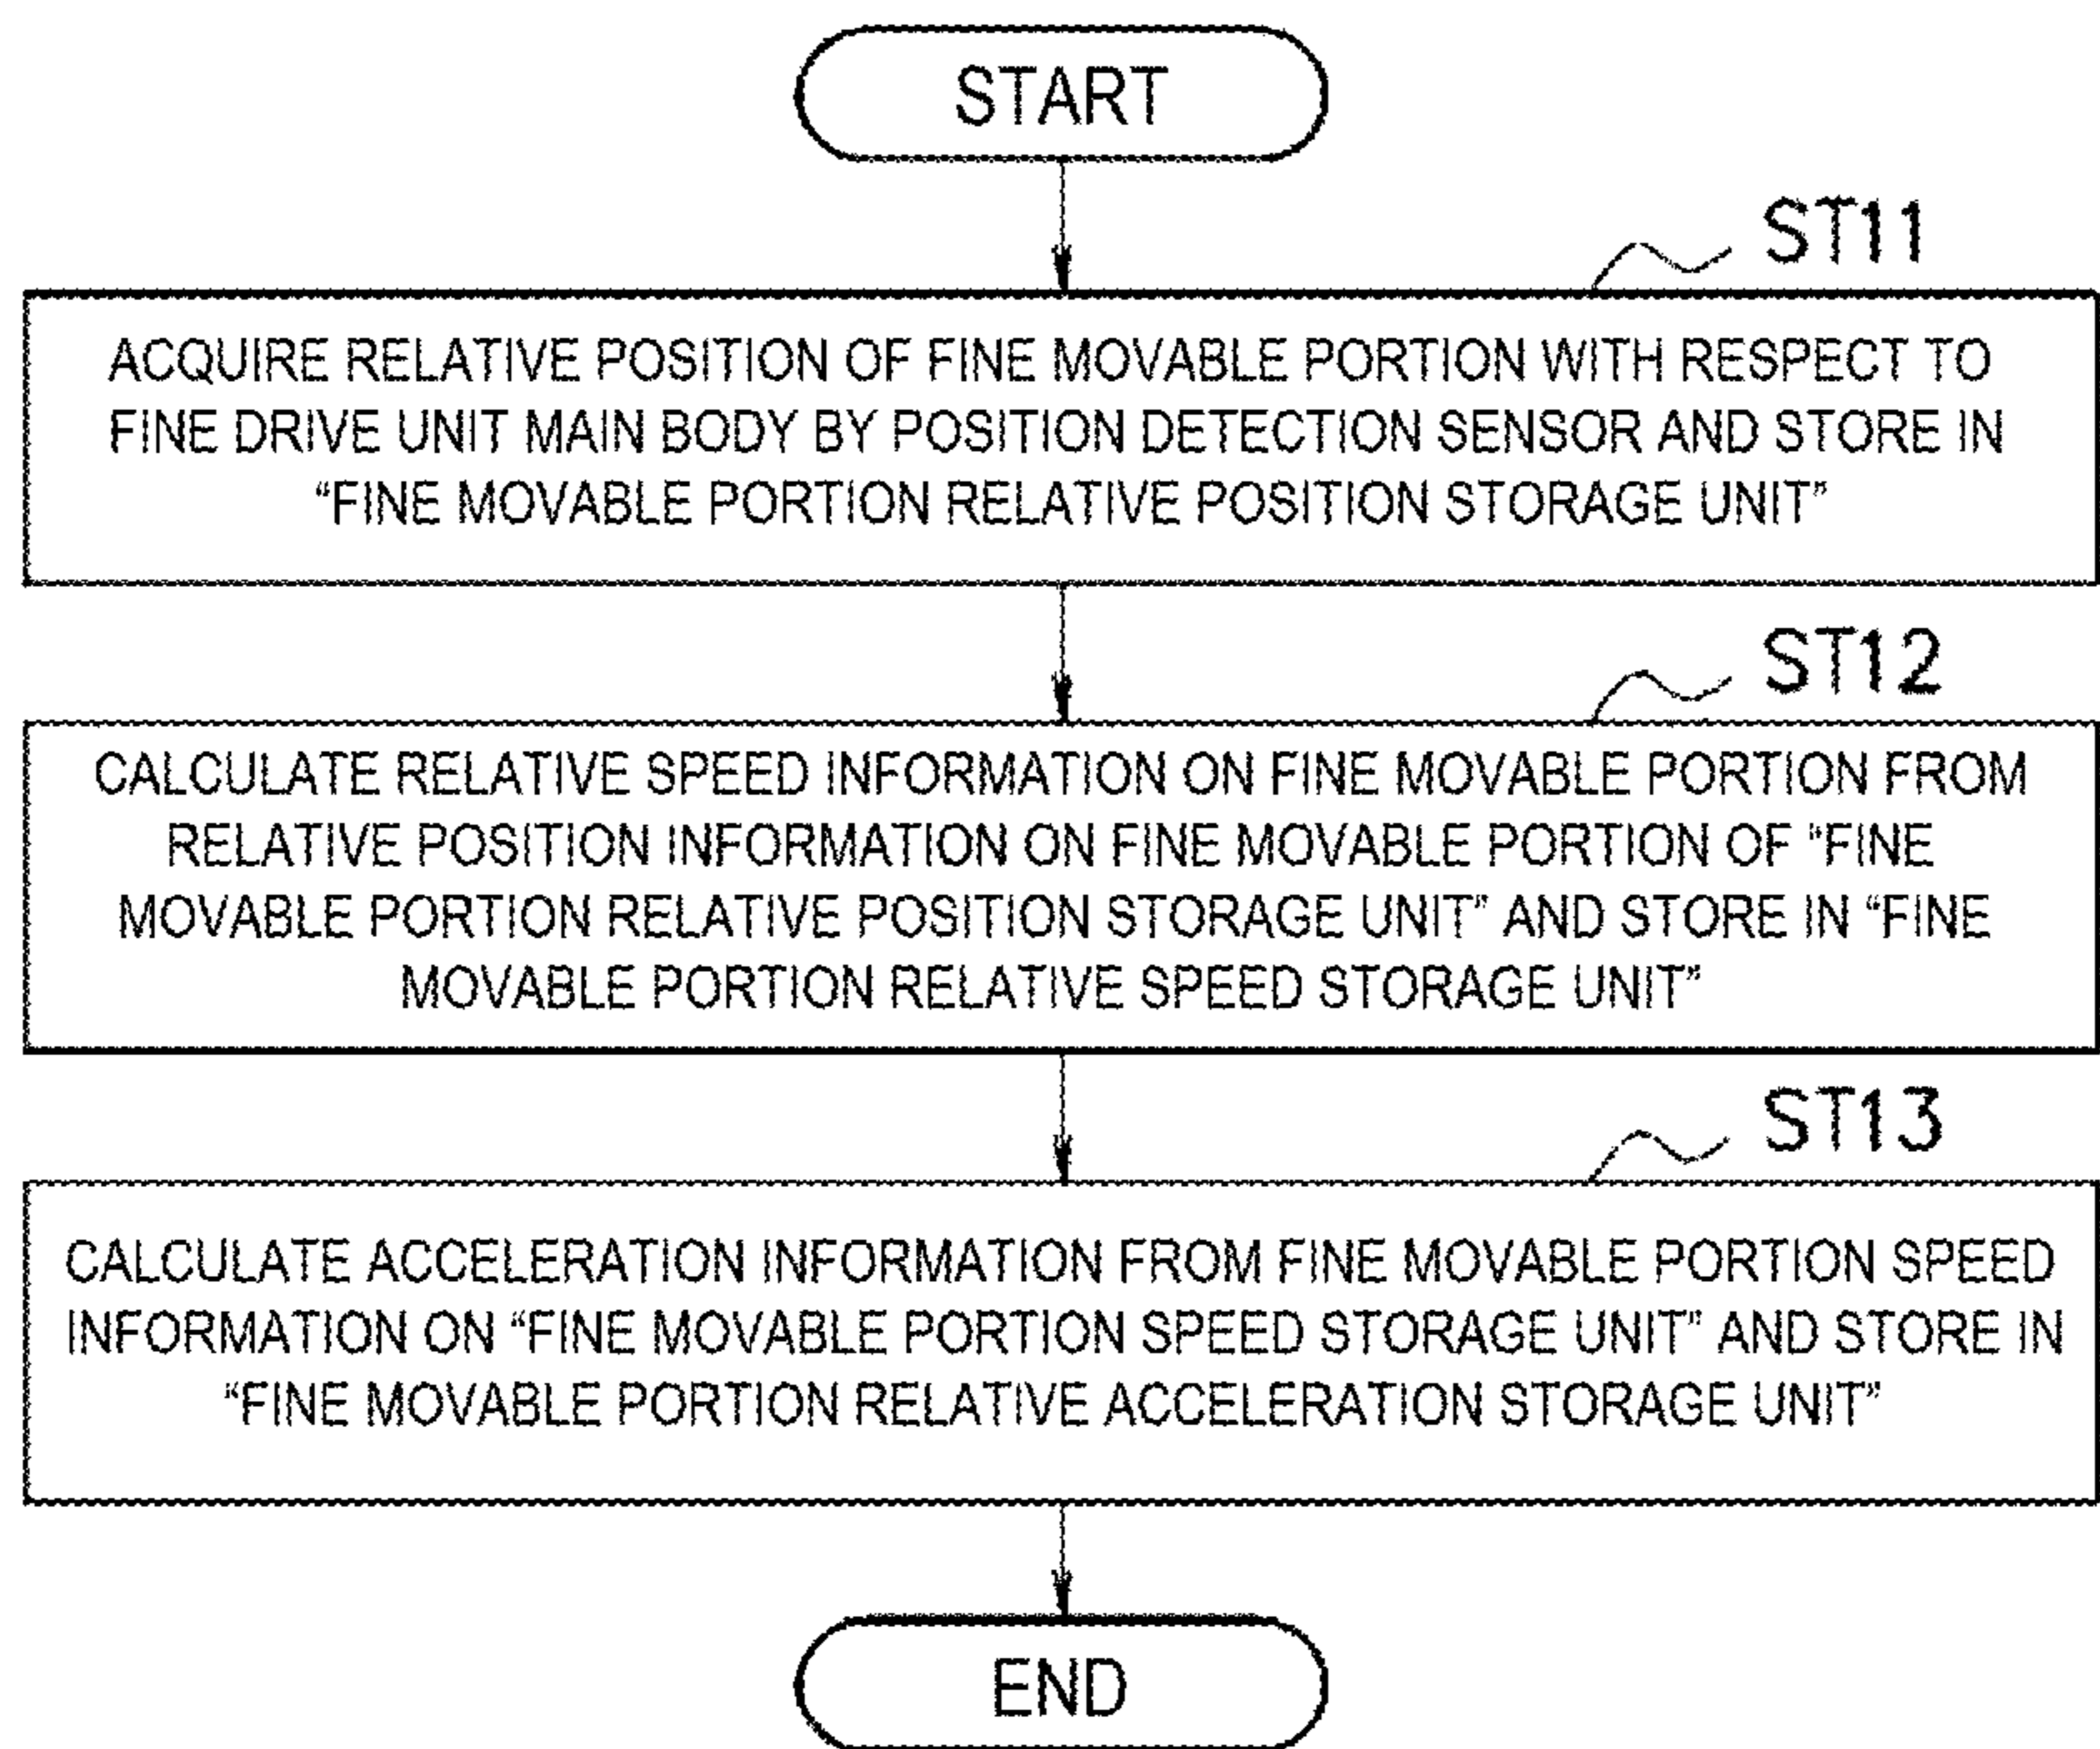 START
ST11
ACQUIRE RELATIVE POSITION OF FINE MOVABLE PORTION WITH RESPECT TO
FINE DRIVE UNIT MAIN BODY BY POSITION DETECTION SENSOR AND STORE IN
“FINE MOVABLE PORTION RELATIVE POSITION STORAGE UNIT”
ST12
CALCULATE RELATIVE SPEED INFORMATION ON FINE MOVABLE PORTION FROM
RELATIVE POSITION INFORMATION ON FINE MOVABLE PORTION OF “FINE
MOVABLE PORTION RELATIVE POSITION STORAGE UNIT” AND STORE IN “FINE
MOVABLE PORTION RELATIVE SPEED STORAGE UNIT”
ST13
CALCULATE ACCELERATION INFORMATION FROM FINE MOVABLE PORTION SPEED
INFORMATION ON “FINE MOVABLE PORTION SPEED STORAGE UNIT” AND STORE IN
“FINE MOVABLE PORTION RELATIVE ACCELERATION STORAGE UNIT”
END